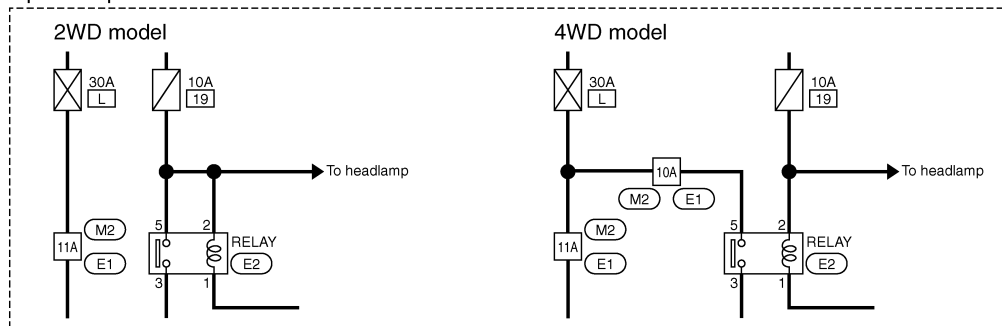 2WD model
30A
L
10A
19
To headlamp
M2
11A
E1
5
2
RELAY
E2
3
1
4WD model
30A
L
10A
19
10A
To headlamp
M2
E1
M2
11A
E1
5
2
RELAY
E2
3
1